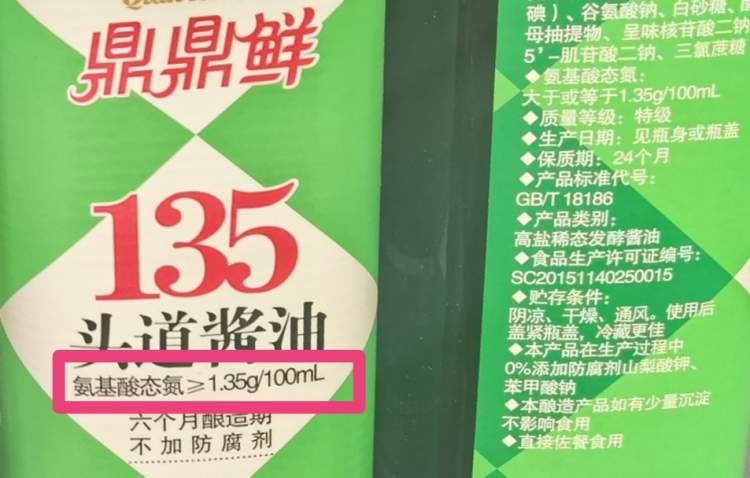 鼎鼎鲜
135
头道酱油
氨基酸态氮≥1.35g/100mL
六个月酿造期
不加防腐剂
碘）、谷氨酸钠、白砂糖、
母抽提物、呈味核苷酸二钠
5'-肌苷酸二钠、三氯蔗糖
◆氨基酸态氮：
大于或等于1.35g/100mL
◆质量等级：特级
◆生产日期：见瓶身或瓶盖
◆保质期：24个月
◆产品标准代号：
GB/T 18186
◆产品类别：
高盐稀态发酵酱油
◆食品生产许可证编号：
SC20151140250015
◆贮存条件：
阴凉、干燥、通风。使用后
盖紧瓶盖，冷藏更佳
◆本产品在生产过程中
0%添加防腐剂山梨酸钾、
苯甲酸钠
◆本酿造产品如有少量沉淀
不影响食用
◆直接佐餐食用